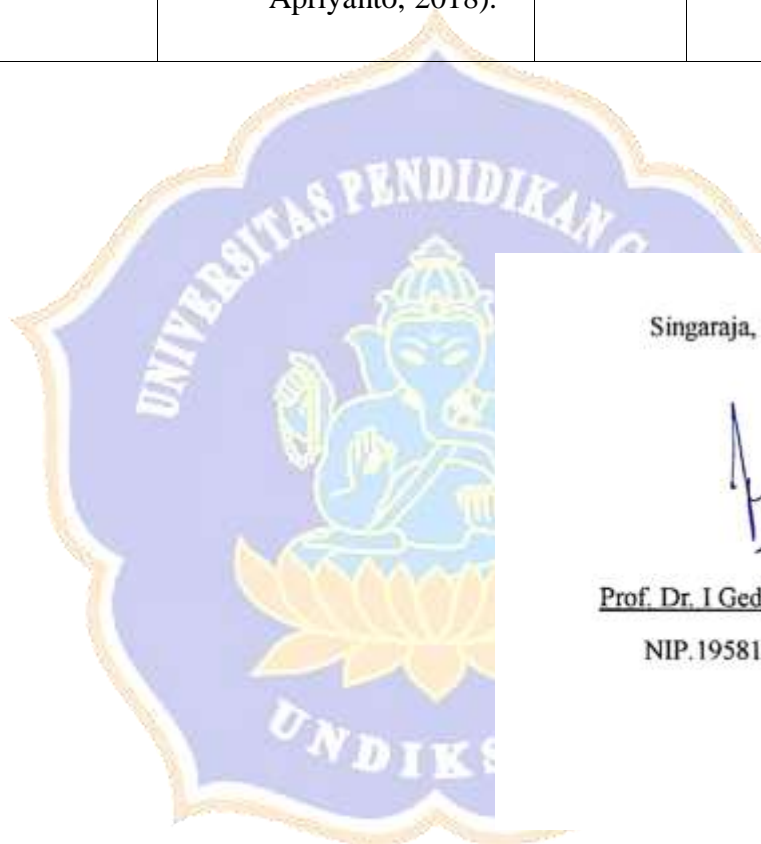 Apriyanto, 2018).
UNIVERSITAS PENDIDIKAN G
Singaraja,
Prof. Dr. I Ged
NIP.19581
UNDIKS